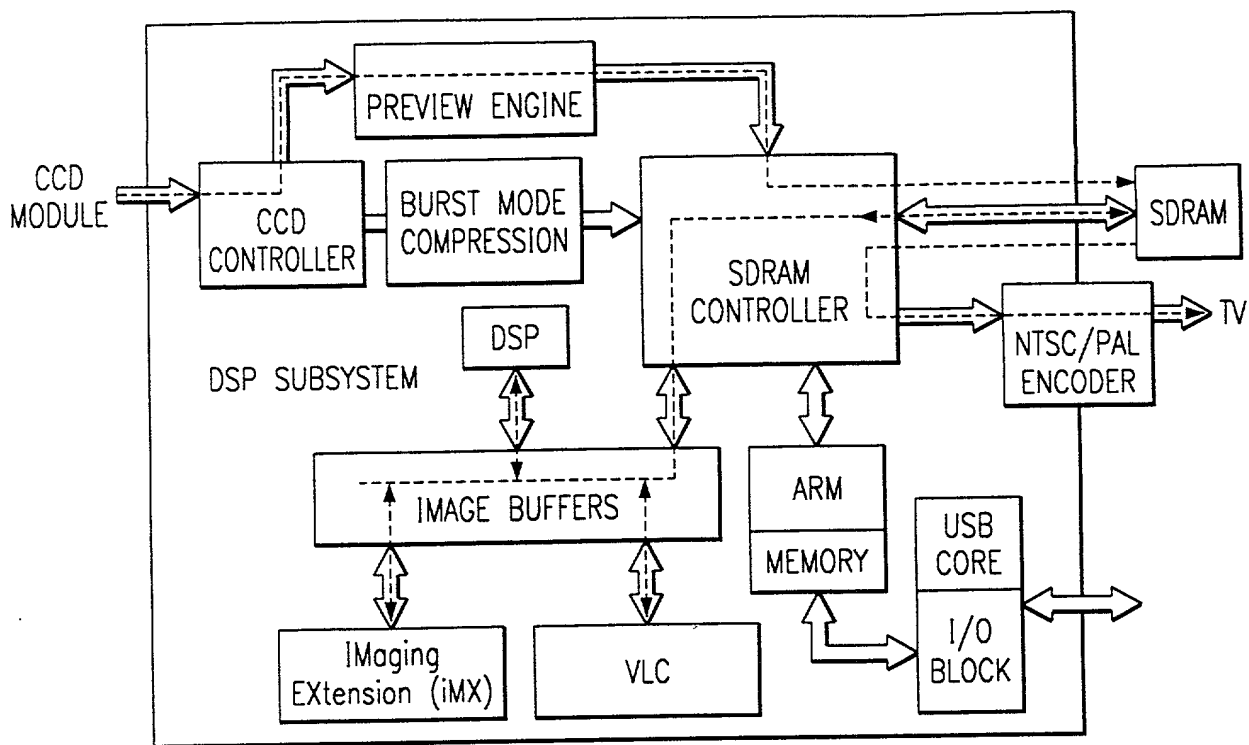 PREVIEW ENGINE
CCD
MODULE
CCD
CONTROLLER
BURST MODE
COMPRESSION
SDRAM
CONTROLLER
SDRAM
TV
NTSC/PAL
ENCODER
DSP
DSP SUBSYSTEM
IMAGE BUFFERS
ARM
MEMORY
USB
CORE
I/O
BLOCK
IMaging
EXtension (iMX)
VLC